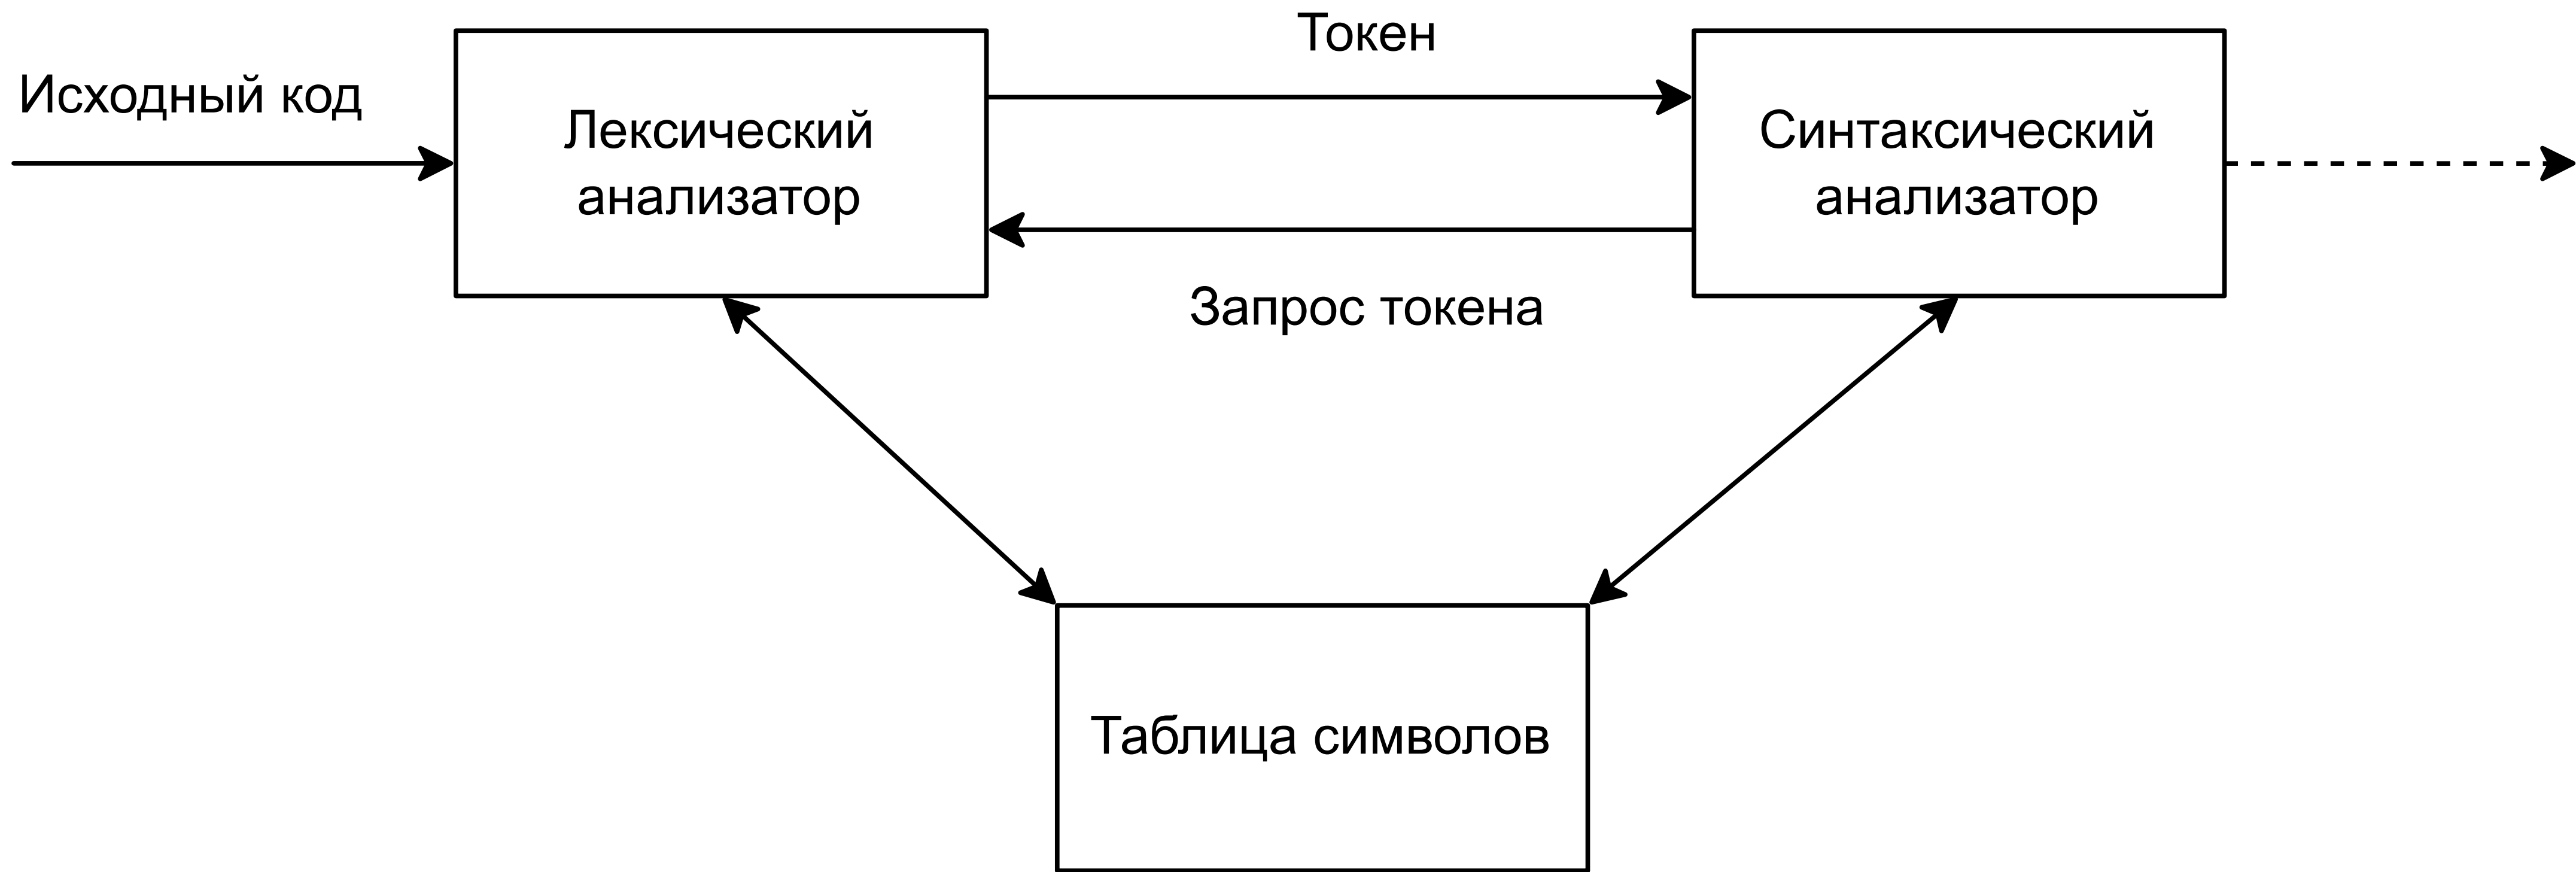 Токен
Исходный код
Лексический
анализатор
Синтаксический
анализатор
Запрос токена
Таблица символов